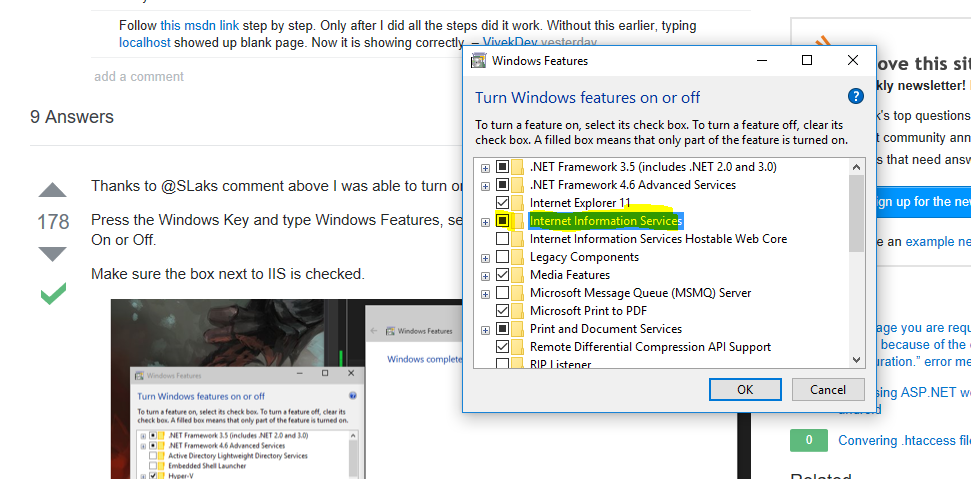 Follow this msdn link step by step. Only after I did all the steps did it work. Without this earlier, typing
localhost showed up blank page. Now it is showing correctly. – VivekDev yesterday
add a comment
9 Answers
178
Thanks to @SLaks comment above I was able to turn
Press the Windows Key and type Windows Features,
On or Off.
Make sure the box next to IIS is checked.
Windows Features
Windows
Windows Features
Turn Windows features on or off
To turn a feature on, select its check box. To turn a feature off, clear its
check box. A filled box means that only part of the feature is turned on.
.NET Framework 3.5 (includes .NET 2.0 and 3.0)
.NET Framework 4.6 Advanced Services
Active Directory Lightweight Directory Services
Embedded Shell Launcher
Hyper-V
Windows Features
Turn Windows features on or off
?
To turn a feature on, select its check box. To turn a feature off, clear its
check box. A filled box means that only part of the feature is turned on.
.NET Framework 3.5 (includes .NET 2.0 and 3.0)
.NET Framework 4.6 Advanced Services
Internet Explorer 11
Internet Information Services
Internet Information Services Hostable Web Core
Legacy Components
Media Features
Microsoft Message Queue (MSMQ) Server
Microsoft Print to PDF
Print and Document Services
Remote Differential Compression API Support
RIP Listener
OK
Cancel
ove this sit
kly newsletter!
's top questions
community ann
s that need answ
ign up for the new
e an example ne
age you are requ
because of the
uration." error me
sing ASP.NET we
android
0
Convering .htaccess file
Related